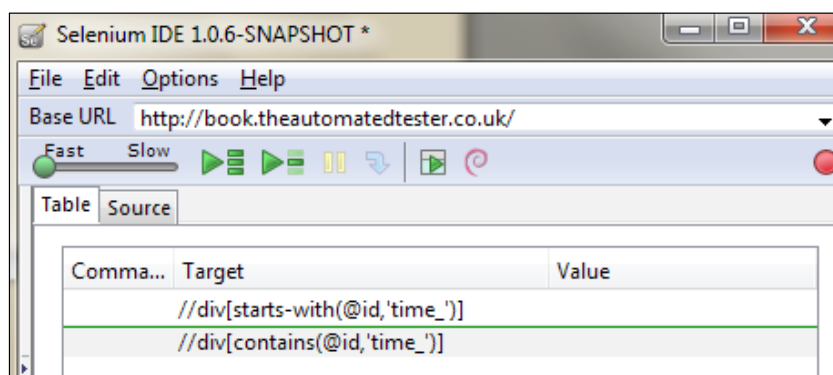 Selenium IDE 1.0.6-SNAPSHOT *
File Edit Options Help
Base URL http://book.theautomatedtester.co.uk/
Fast Slow
Table Source
Comma... Target Value
//div[starts-with(@id,'time_')]
//div[contains(@id,'time_')]